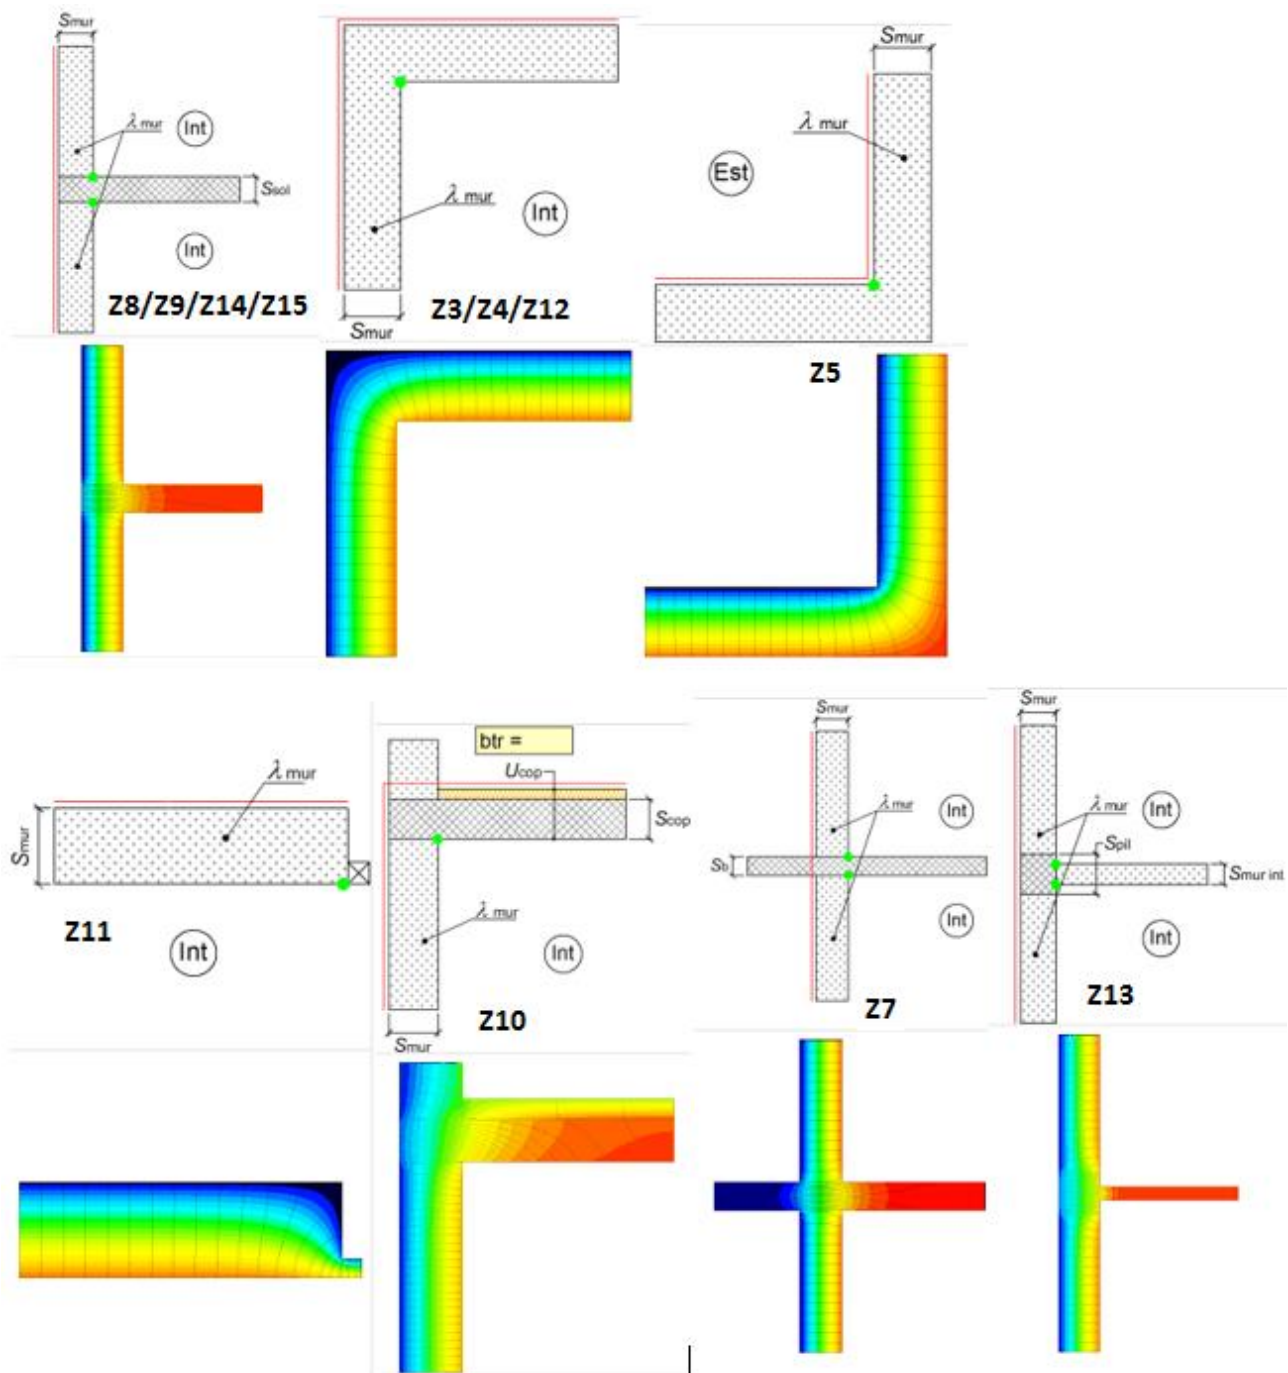 Smur
λ mur
Int
Ssol
Int
Z8/Z9/Z14/Z15
λ mur
Int
Smur
Z3/Z4/Z12
Smur
λ mur
Est
Z5
λ mur
Smur
Z11
Int
btr =
Ucop
Scop
λ mur
Int
Z10
Smur
Smur
λ mur
Int
Sb
Int
Z7
Smur
λ mur
Int
Spil
Smur int
Int
Z13